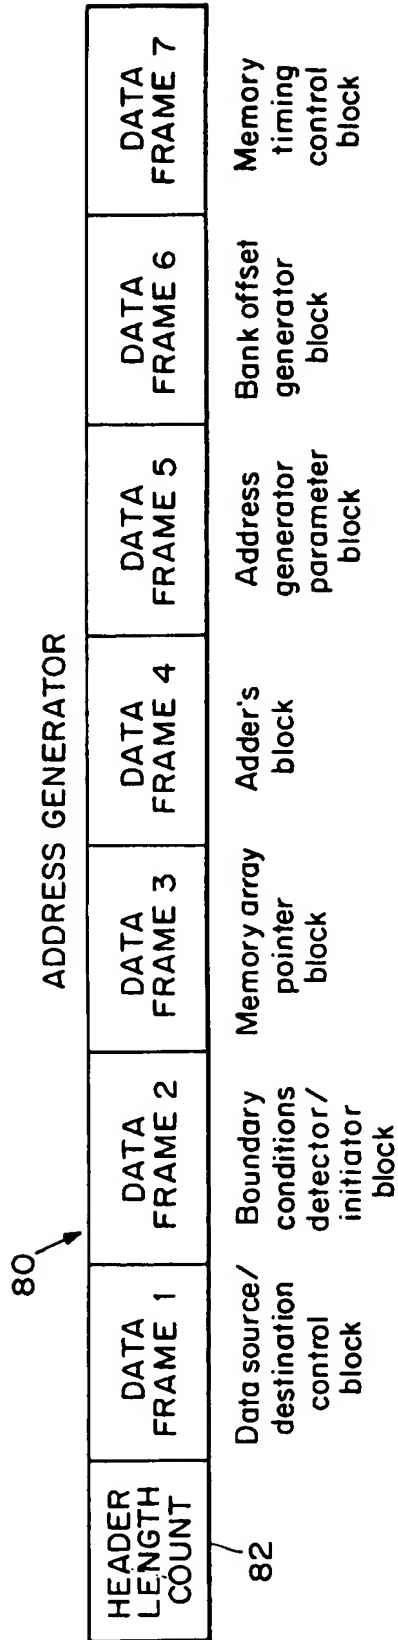 ADDRESS GENERATOR
80
HEADER
LENGTH
COUNT
DATA
FRAME 1
DATA
FRAME 2
DATA
FRAME 3
DATA
FRAME 4
DATA
FRAME 5
DATA
FRAME 6
DATA
FRAME 7
82
Data source/
destination
control
block
Boundary
conditions
detector/
initiator
block
Memory array
pointer
block
Adder's
block
Address
generator
parameter
block
Bank offset
generator
block
Memory
timing
control
block